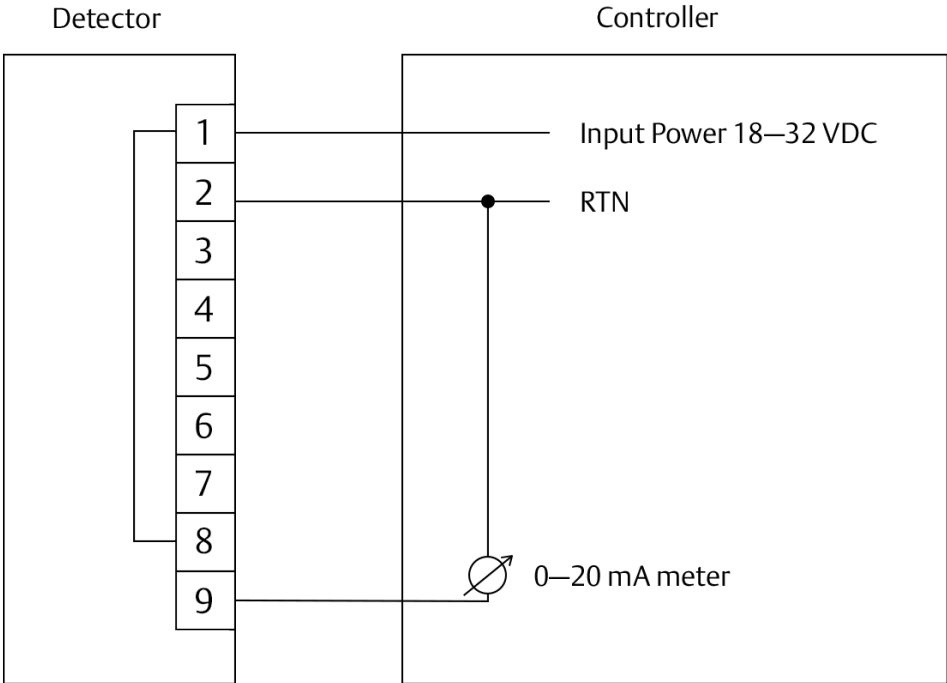 Detector
Controller
1
Input Power 18—32 VDC
2
RTN
3
4
5
6
7
8
0—20 mA meter
9